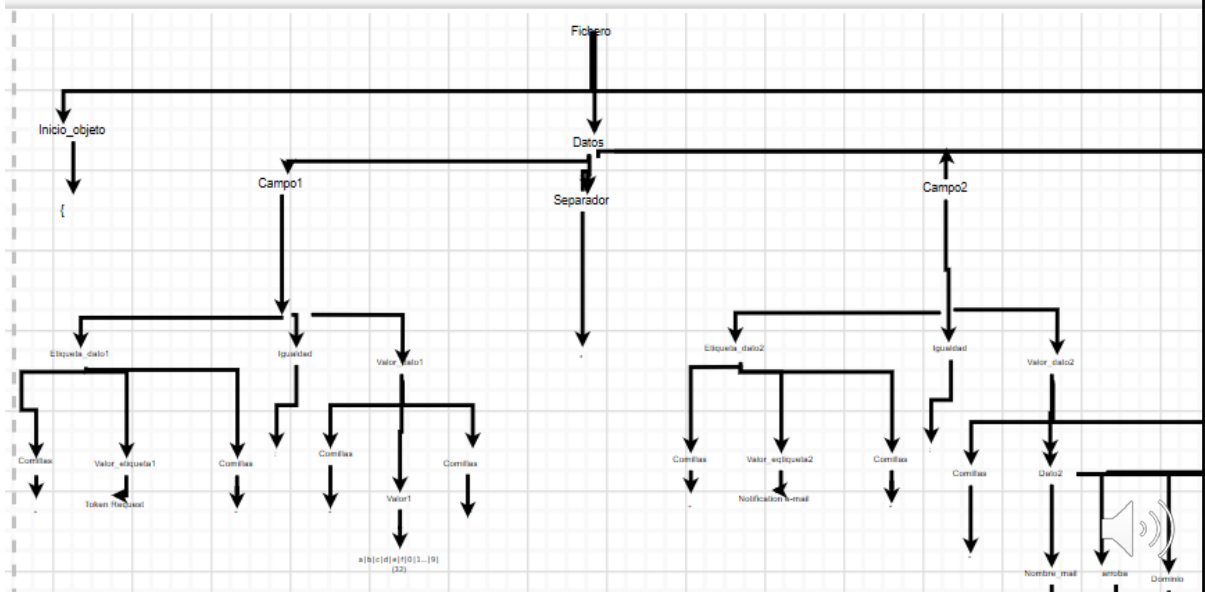 Fichero
Inicio_objeto
Datos
{
Campo1
Separador
Campo2
Etiqueta_dato1
Igualdad
Valor_dato1
Etiqueta_dato2
Igualdad
Valor_dato2
Comillas
Valor_etiqueta1
Comillas
Comillas
Comillas
Comillas
Valor_eqtiqueta2
Comillas
Comillas
Dato2
Token Request
Valor1
Notification e-mail
a|b|c|d|e|f|0|1...|9|
(32)
Nombre_mail
arroba
Dominio